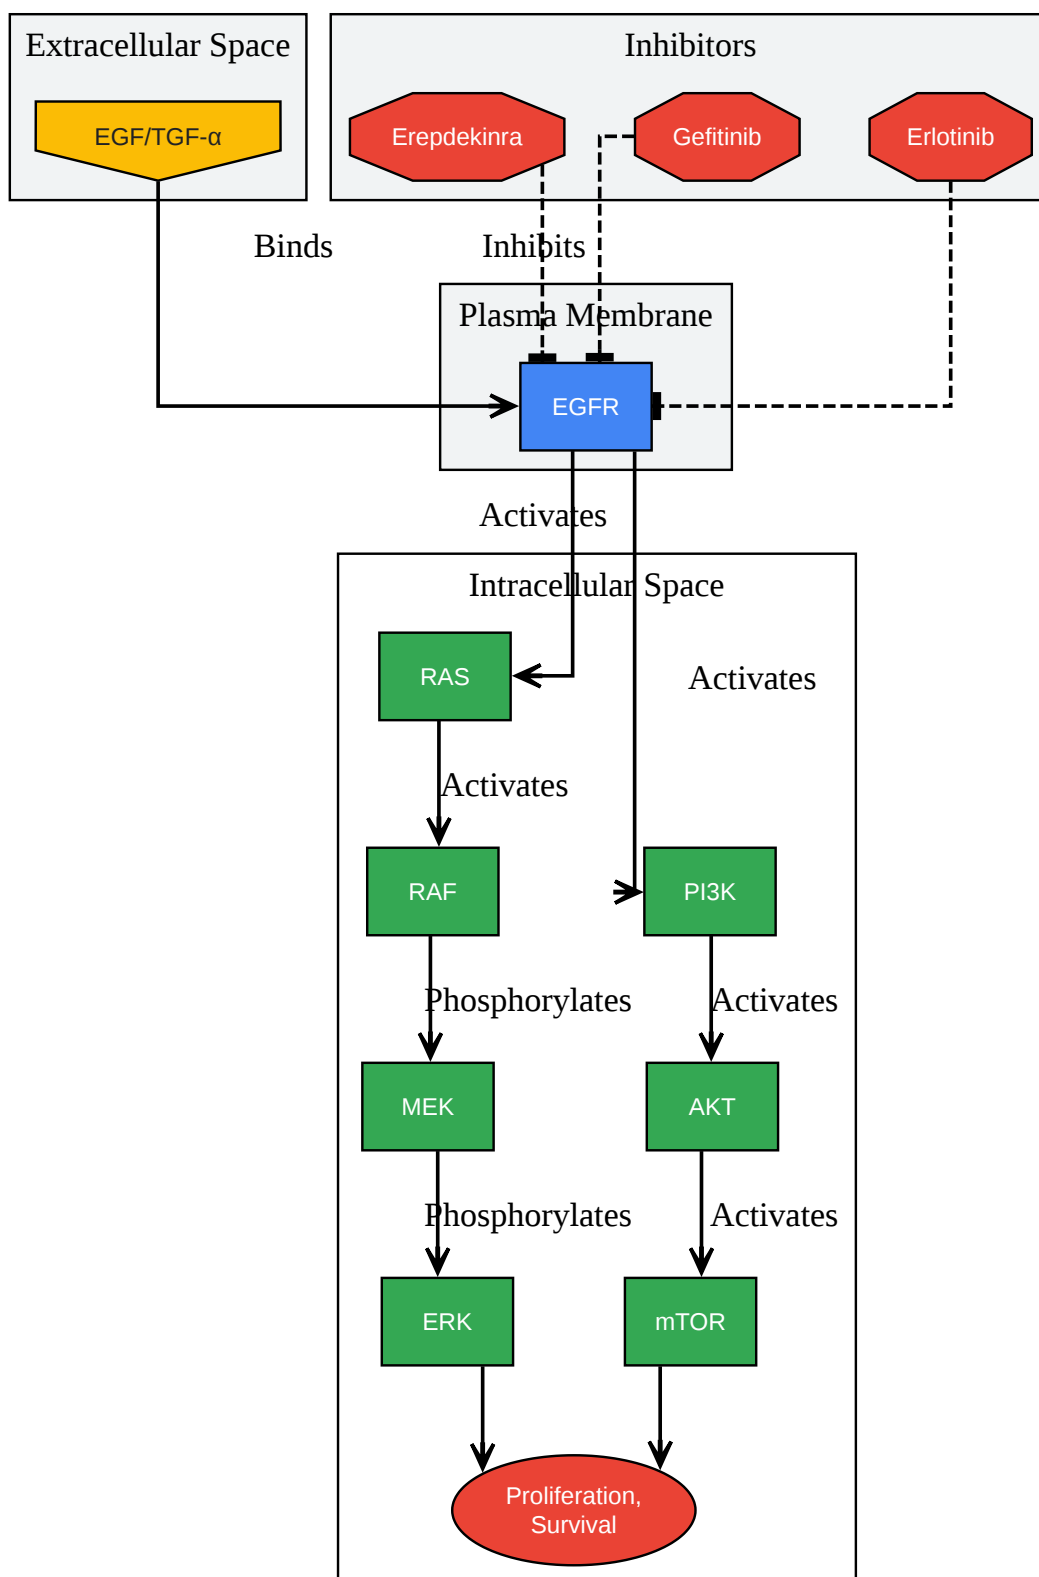 Extracellular Space
Inhibitors
EGF/TGF-α
Erepdekinra
Gefitinib
Erlotinib
Binds
Inhibits
Plasma Membrane
EGFR
Activates
Intracellular Space
RAS
Activates
Activates
RAF
PI3K
Phosphorylates
Activates
MEK
AKT
Phosphorylates
Activates
ERK
mTOR
Proliferation,
Survival